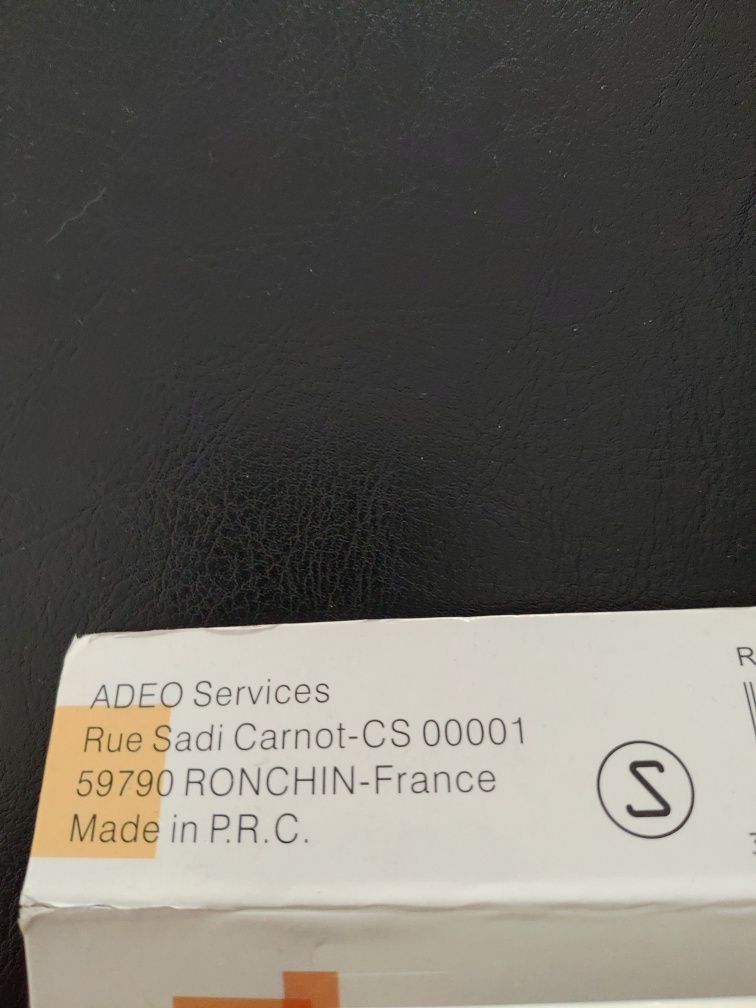 ADEO Services
Rue Sadi Carnot-CS 00001
59790 RONCHIN-France
Made in P.R.C.
R